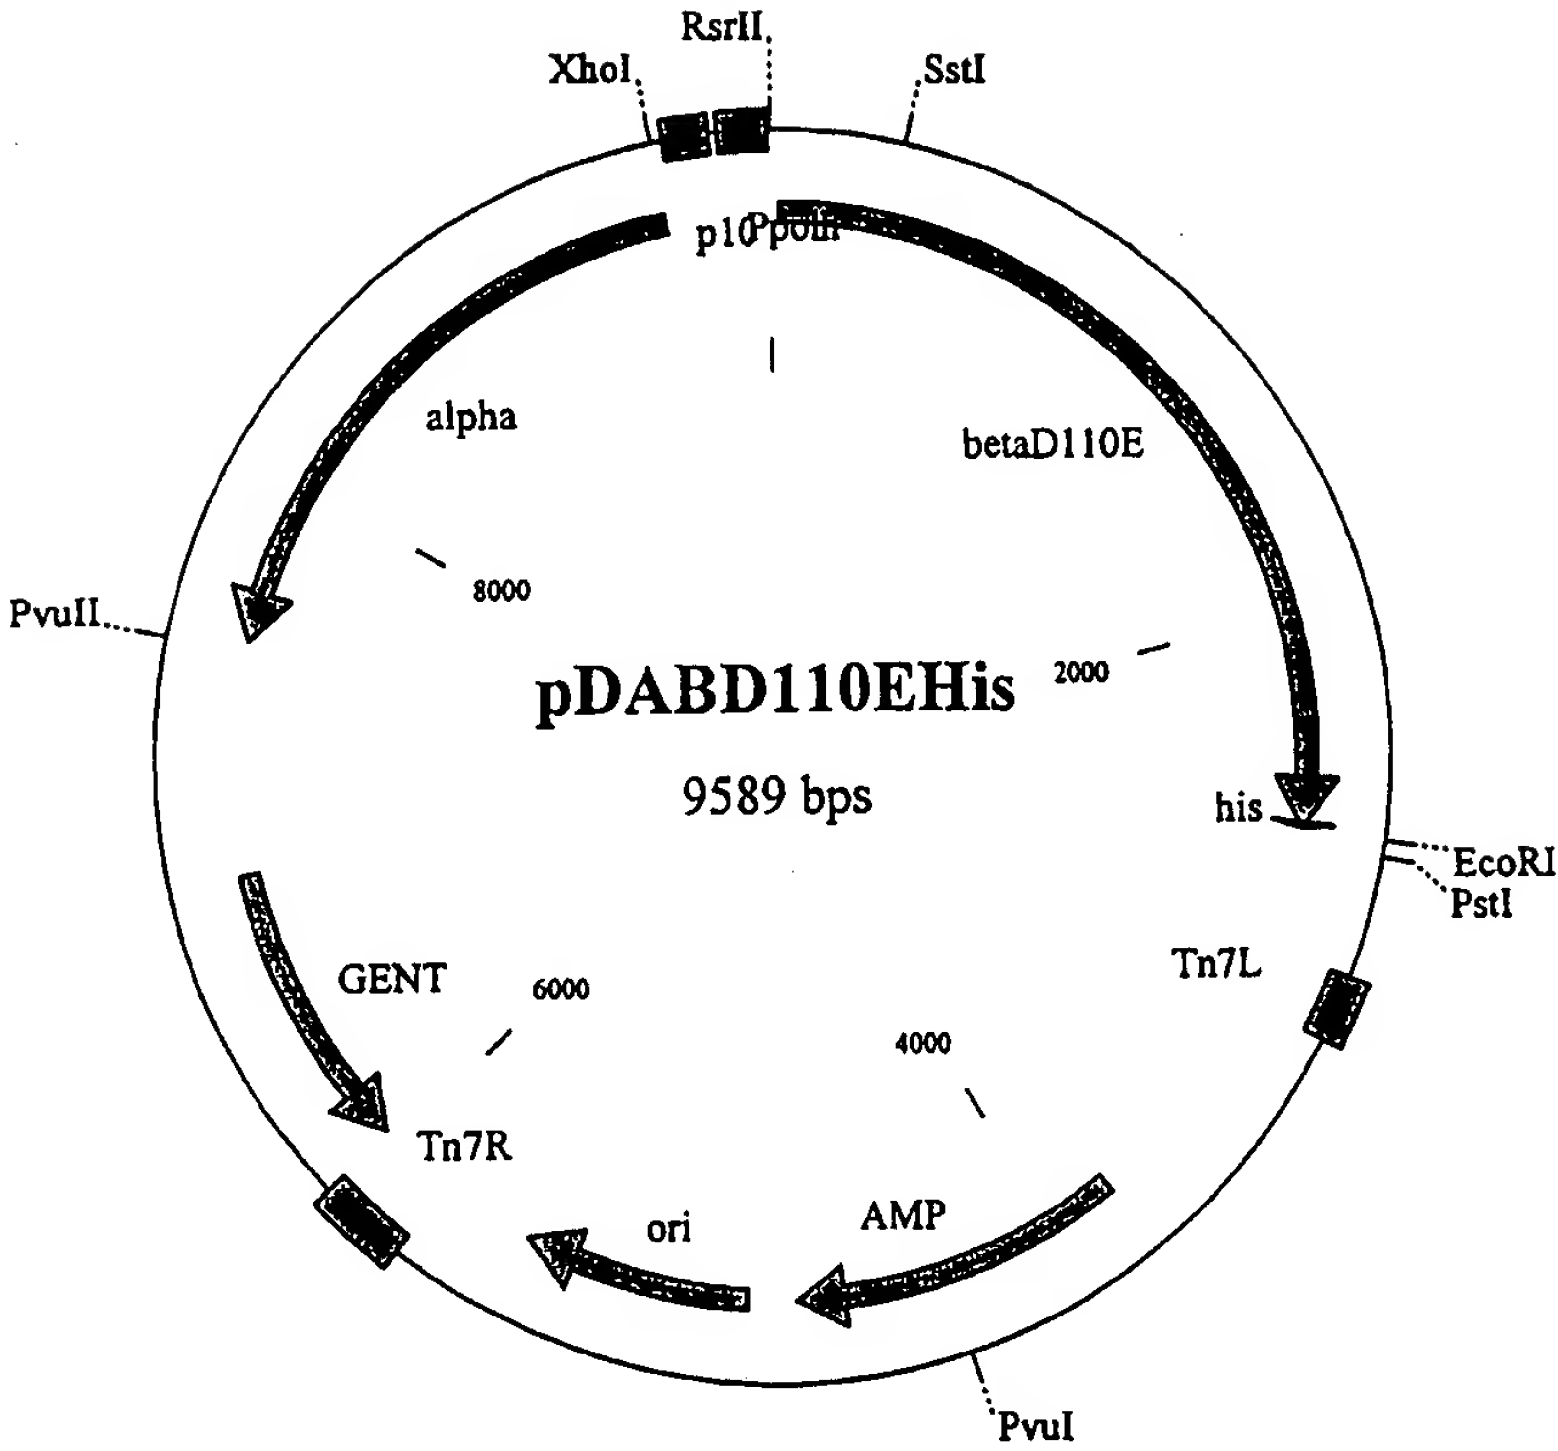 RsrII
XhoI
SstI
p10
Ppolh
alpha
betaD110E
8000
PvuII
2000
pDABD110EHis
9589 bps
his
EcoRI
PstI
Tn7L
GENT
6000
4000
Tn7R
ori
AMP
PvuI